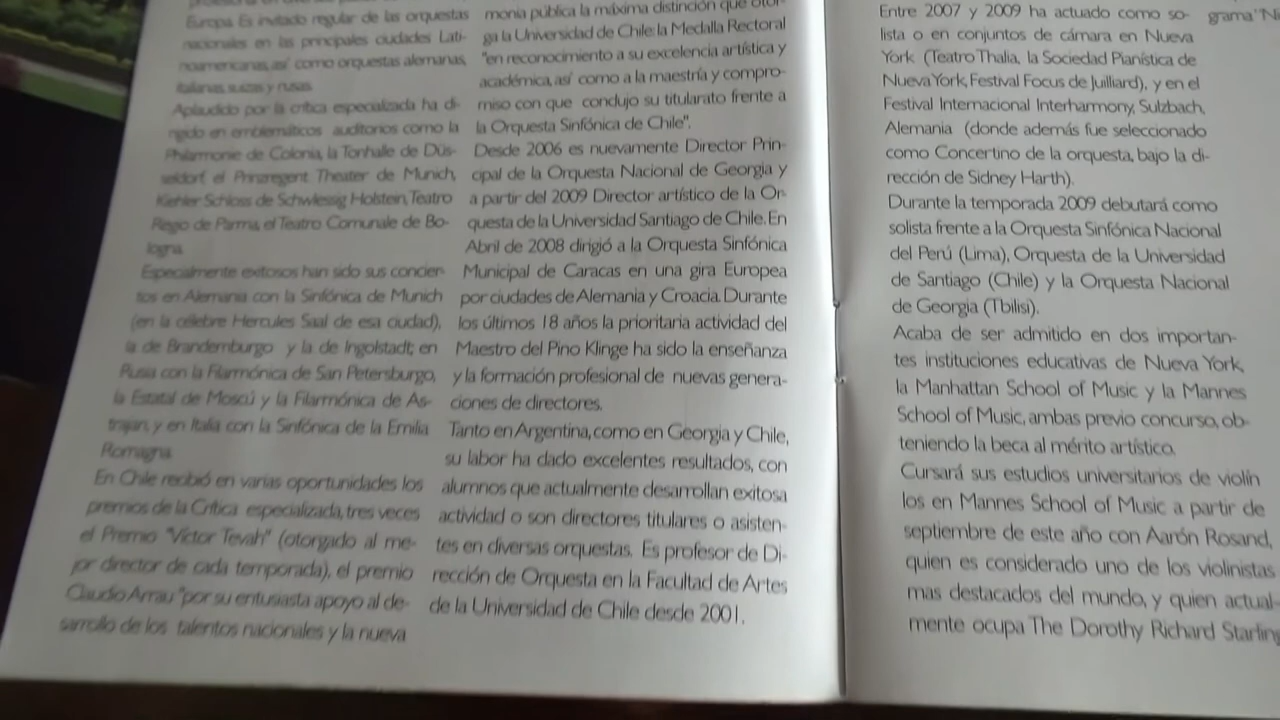 Europa. Es invitado regular de las orquestas
nacionales en las principales ciudades Lati-
noamericanas, así como orquestas alemanas,
italianas, suizas y rusas.
Aplaudido por la crítica especializada ha di-
rigido en emblemáticos auditorios como la
Philarmonie de Colonia, la Tonhalle de Düs-
seldorf, el Prinzregent Theater de Munich,
Kiehler Schloss de Schwlessig Holstein, Teatro
Regio de Parma, el Teatro Comunale de Bo-
logna.
Especialmente exitosos han sido sus concier-
tos en Alemania con la Sinfónica de Munich
(en la célebre Hercules Saal de esa ciudad),
la de Brandemburgo y la de Ingolstadt; en
Rusia con la Filarmónica de San Petersburgo,
la Estatal de Moscú y la Filarmónica de As-
trajan, y en Italia con la Sinfónica de la Emilia
Romagna.
En Chile recibió en varias oportunidades los
premios de la Crítica especializada, tres veces
el Premio "Víctor Tevah" (otorgado al me-
jor director de cada temporada), el premio
Claudio Arrau "por su entusiasta apoyo al de-
sarrollo de los talentos nacionales y la nueva
monia pública la máxima distinción que otor-
ga la Universidad de Chile: la Medalla Rectoral
"en reconocimiento a su excelencia artística y
académica, así como a la maestría y compro-
miso con que conclujo su titularato frente a
la Orquesta Sinfónica de Chile".
Desde 2006 es nuevamente Director Prin-
cipal de la Orquesta Nacional de Georgia y
a partir del 2009 Director artístico de la Or-
questa de la Universidad Santiago de Chile. En
Abril de 2008 dirigió a la Orquesta Sinfónica
Municipal de Caracas en una gira Europea
por ciudades de Alemania y Croacia. Durante
los últimos 18 años la prioritaria actividad del
Maestro del Pino Klinge ha sido la enseñanza
y la formación profesional de nuevas genera-
ciones de directores.
Tanto en Argentina, como en Georgia y Chile,
su labor ha dado excelentes resultados, con
alumnos que actualmente desarrollan exitosa
actividad o son directores titulares o asisten-
tes en diversas orquestas. Es profesor de Di-
rección de Orquesta en la Facultad de Artes
de la Universidad de Chile desde 2001.
Entre 2007 y 2009 ha actuado como so-
lista o en conjuntos de cámara en Nueva
York (Teatro Thalia, la Sociedad Pianística de
Nueva York, Festival Focus de Juilliard), y en el
Festival Internacional Interharmony, Sulzbach,
Alemania (donde además fue seleccionado
como Concertino de la orquesta, bajo la di-
rección de Sidney Harth).
Durante la temporada 2009 debutará como
solista frente a la Orquesta Sinfónica Nacional
del Perú (Lima), Orquesta de la Universidad
de Santiago (Chile) y la Orquesta Nacional
de Georgia (Tbilisi).
Acaba de ser admitido en dos importan-
tes instituciones educativas de Nueva York,
la Manhattan School of Music y la Mannes
School of Music, ambas previo concurso, ob-
teniendo la beca al mérito artístico.
Cursará sus estudios universitarios de violín
los en Mannes School of Music a partir de
septiembre de este año con Aarón Rosand,
quien es considerado uno de los violinistas
mas destacados del mundo, y quien actual-
mente ocupa The Dorothy Richard Starling